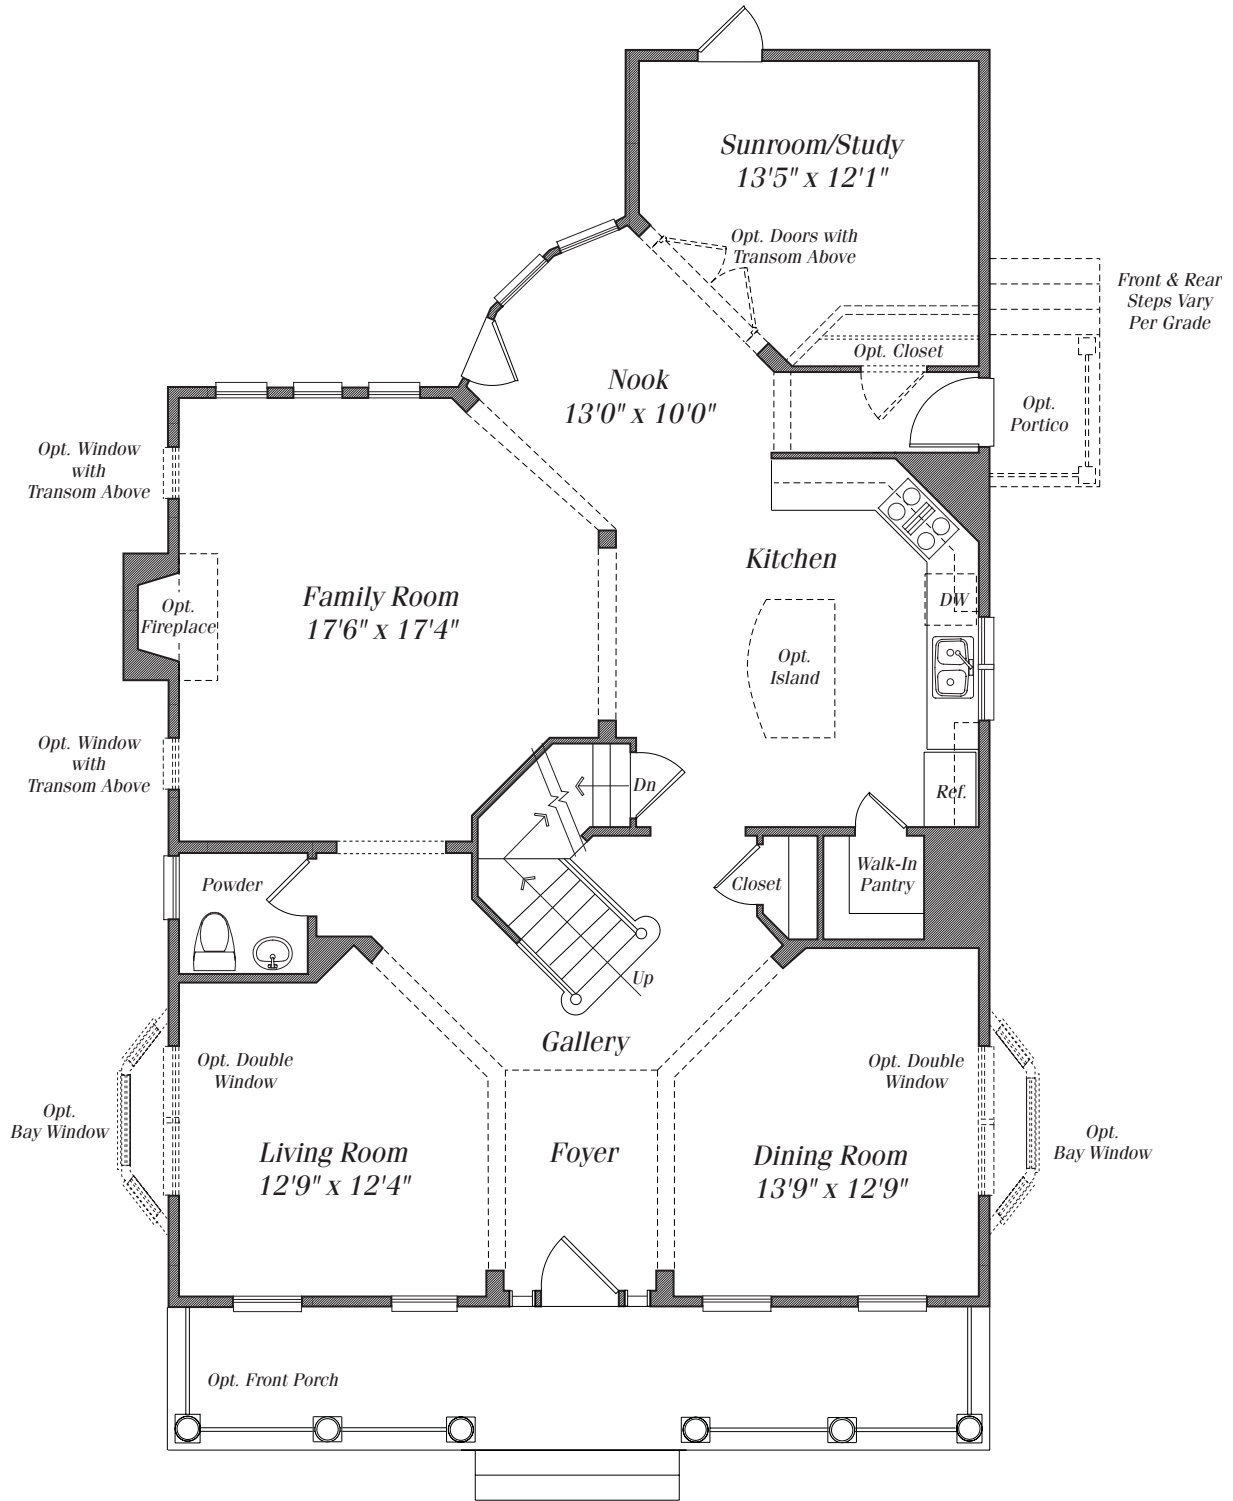 Sunroom/Study
13'5" x 12'1"
Opt. Doors with
Transom Above
Front & Rear
Steps Vary
Per Grade
Opt. Closet
Nook
13'0" x 10'0"
Opt.
Portico
Opt. Window
with
Transom Above
Kitchen
Family Room
17'6" x 17'4"
Opt.
Fireplace
DW
Opt.
Island
Opt. Window
with
Transom Above
Dn
Ref.
Powder
Closet
Walk-In
Pantry
Up
Gallery
Opt. Double
Window
Opt. Double
Window
Opt.
Bay Window
Opt.
Bay Window
Living Room
12'9" x 12'4"
Foyer
Dining Room
13'9" x 12'9"
Opt. Front Porch